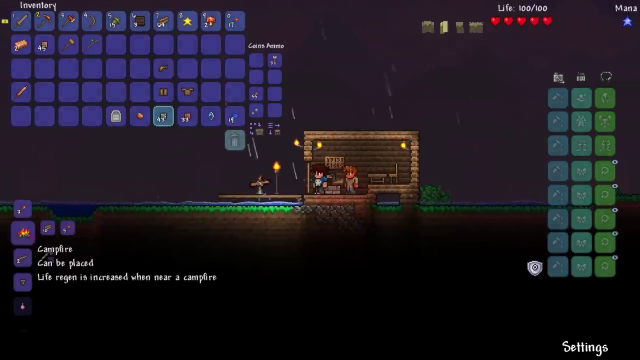 Inventory
Life: 100/100
Mana
Coins Ammo
Campfire
Can be placed
Life regen is increased when near a campfire
Settings